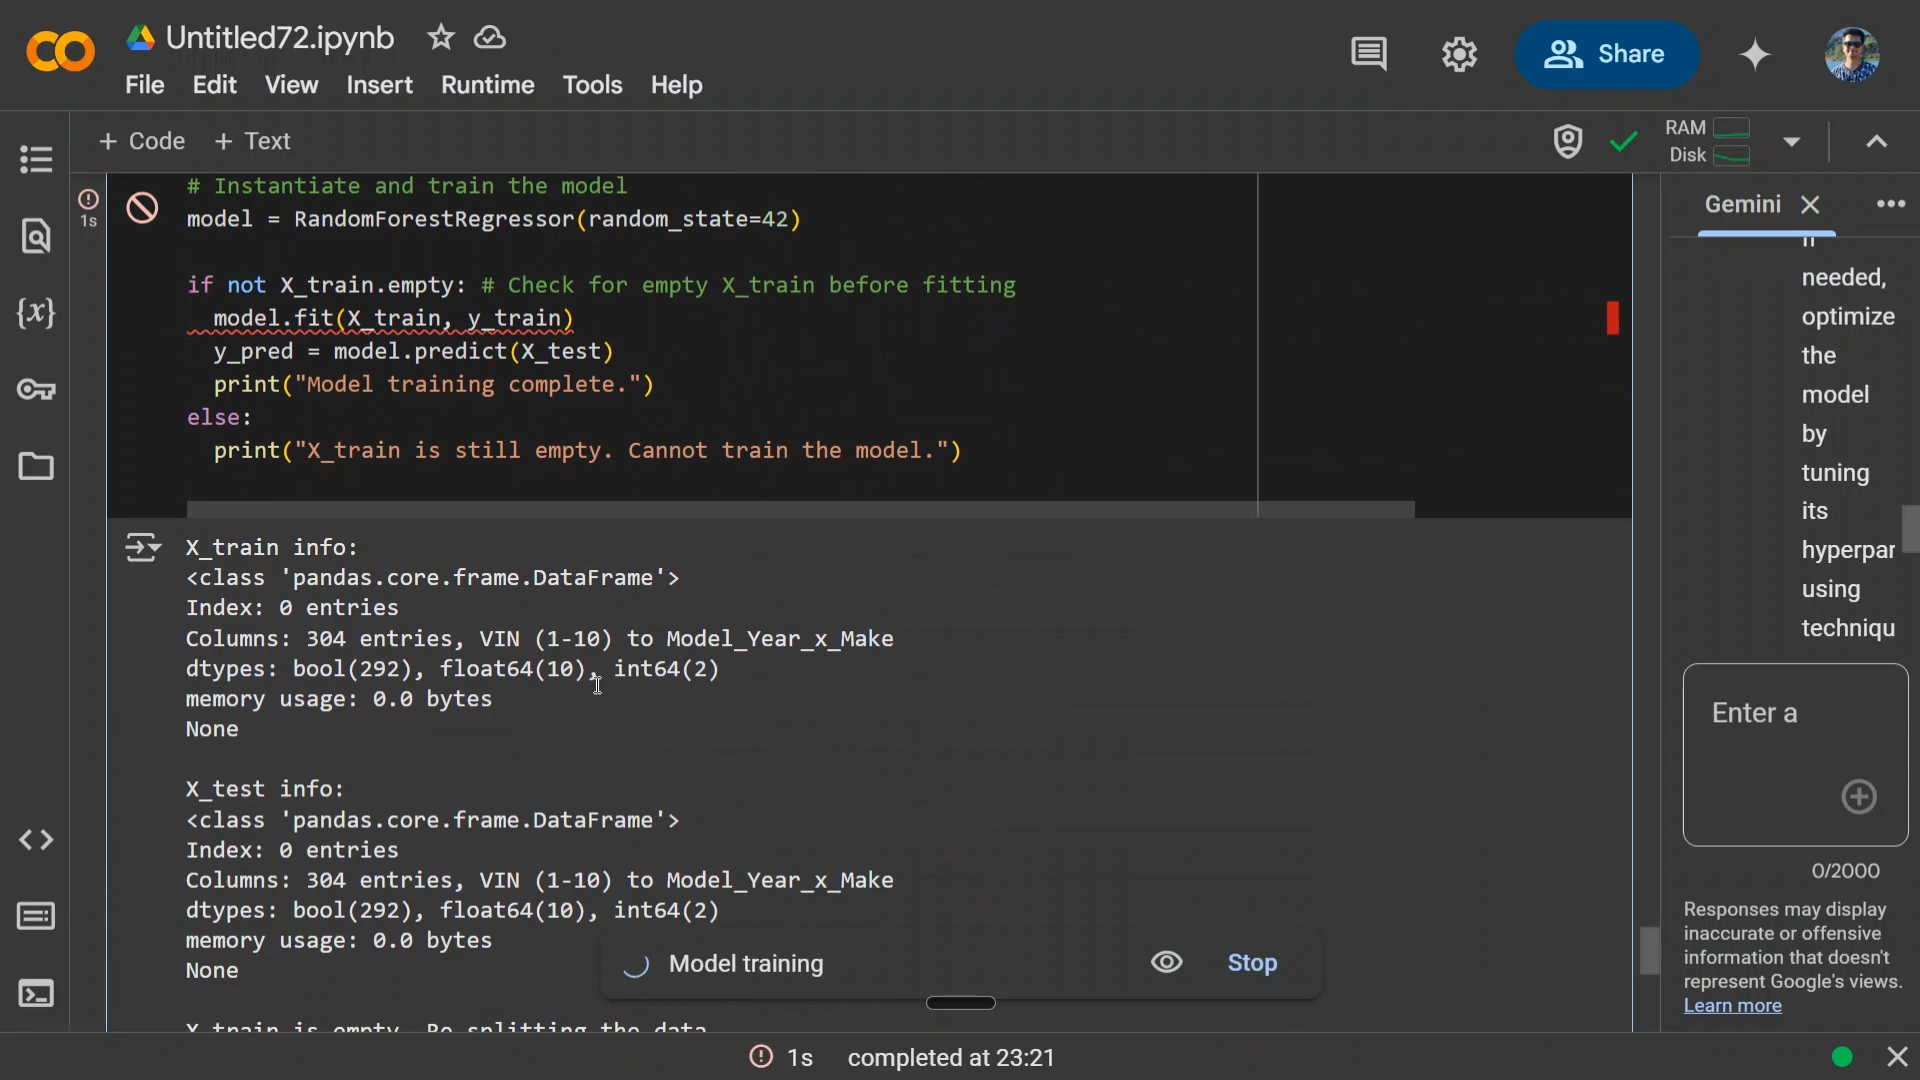 Untitled72.ipynb
File Edit View Insert Runtime Tools Help
Share
+ Code + Text
RAM
Disk
1s
# Instantiate and train the model
model = RandomForestRegressor(random_state=42)
if not X_train.empty: # Check for empty X_train before fitting
model.fit(X_train, y_train)
y_pred = model.predict(X_test)
print("Model training complete.")
else:
print("X_train is still empty. Cannot train the model.")
X_train info:
<class 'pandas.core.frame.DataFrame'>
Index: 0 entries
Columns: 304 entries, VIN (1-10) to Model_Year_x_Make
dtypes: bool(292), float64(10), int64(2)
memory usage: 0.0 bytes
None
X_test info:
<class 'pandas.core.frame.DataFrame'>
Index: 0 entries
Columns: 304 entries, VIN (1-10) to Model_Year_x_Make
dtypes: bool(292), float64(10), int64(2)
memory usage: 0.0 bytes
None
X_train is empty. Re-splitting the data
Model training
Stop
Gemini
needed,
optimize
the
model
by
tuning
its
hyperpar
using
techniqu
Enter a
0/2000
Responses may display
inaccurate or offensive
information that doesn't
represent Google's views.
Learn more
1s completed at 23:21